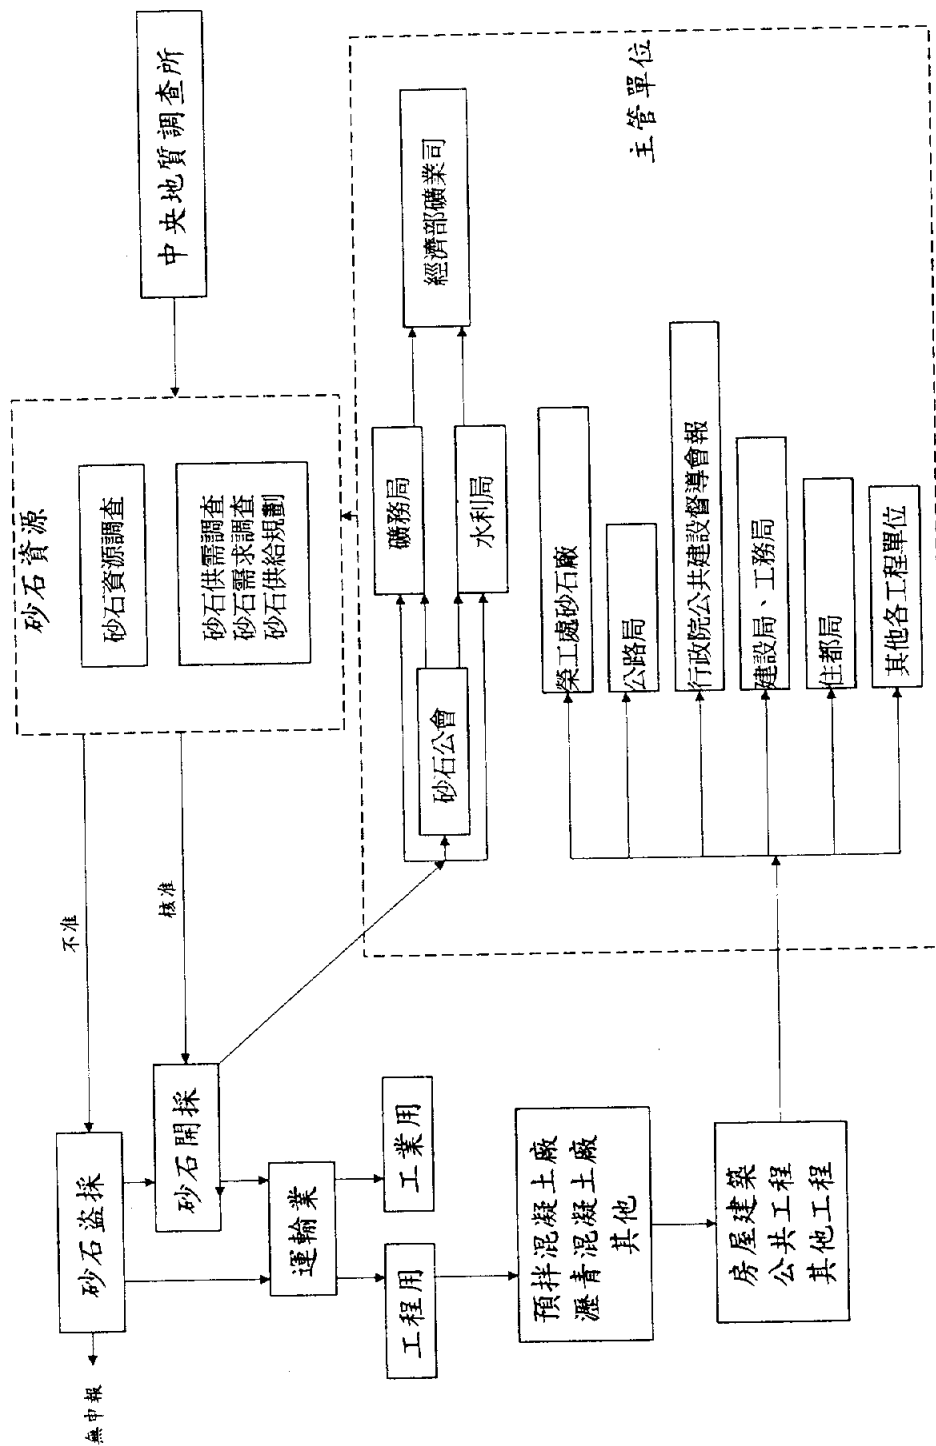 中央地質調查所
砂石資源
砂石資源調查
砂石供需調查
砂石需求調查
砂石供給規劃
主管單位
經濟部礦業司
礦務局
水利局
砂石公會
榮工處砂石廠
公路局
行政院公共建設督導會報
建設局、工務局
住都局
其他各工程單位
不准
核准
砂石盜採
砂石開採
無申報
運輸業
工業用
工程用
預拌混凝土廠
瀝青混凝土廠
其他
房屋建築
公共工程
其他工程